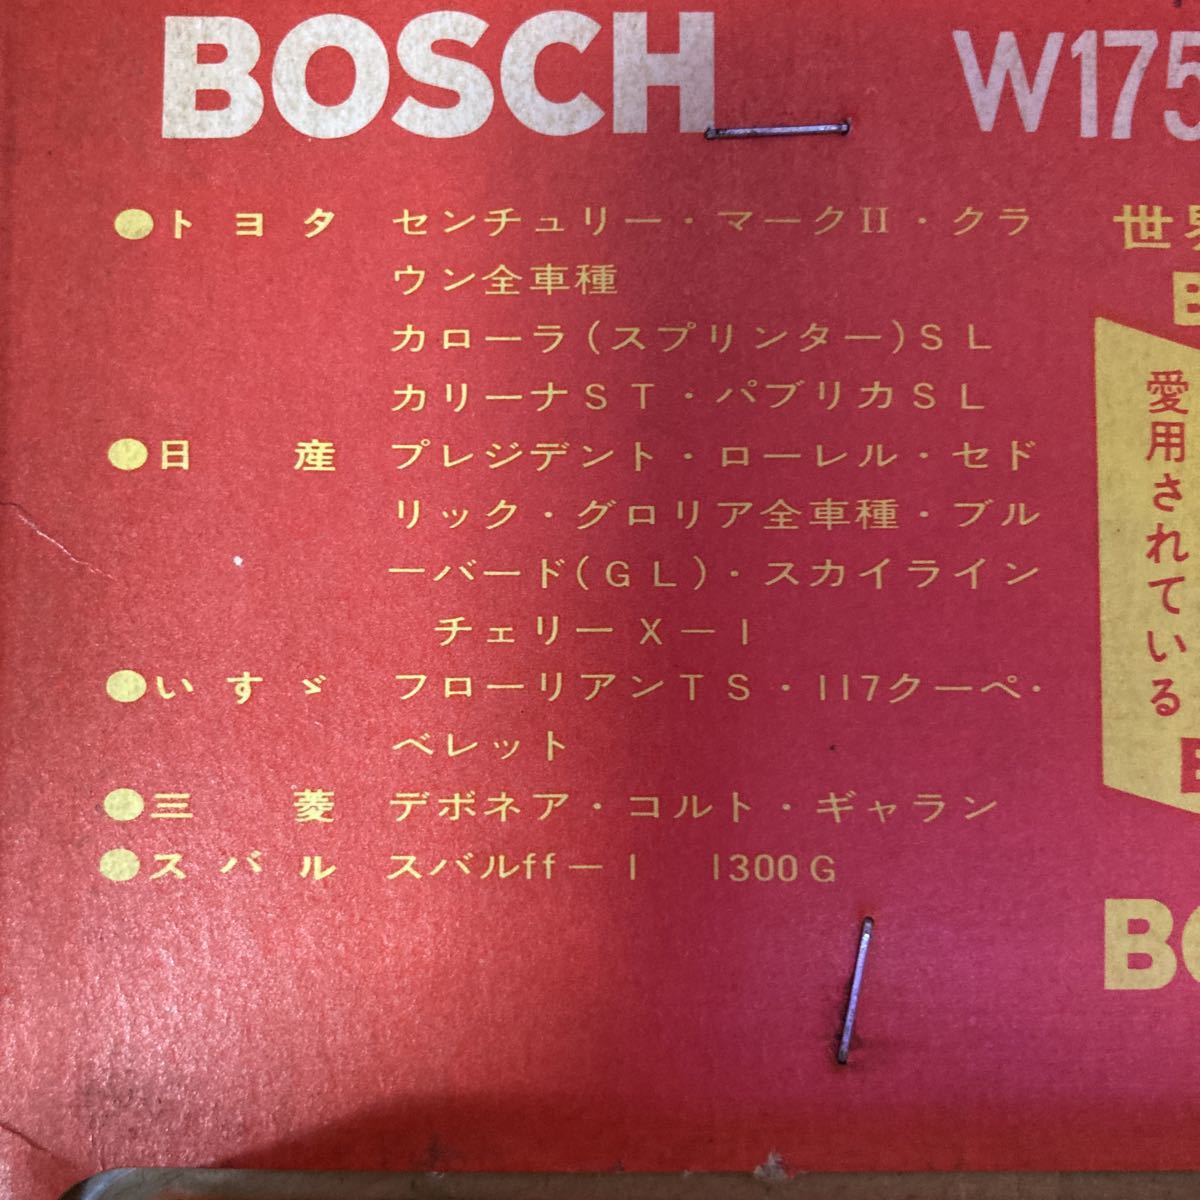 BOSCH W175
●トヨタ センチュリー・マークII・クラ
ウン全車種
カローラ(スプリンター)SL
カリーナST・パブリカSL
●日産 プレジデント・ローレル・セド
リック・グロリア全車種・ブル
ーバード(GL)・スカイライン
チェリーX－1
●いすゞ フローリアンTS・117クーペ・
ベレット
●三菱 デボネア・コルト・ギャラン
●スバル スバルff－1 1300G
世界
愛用されている